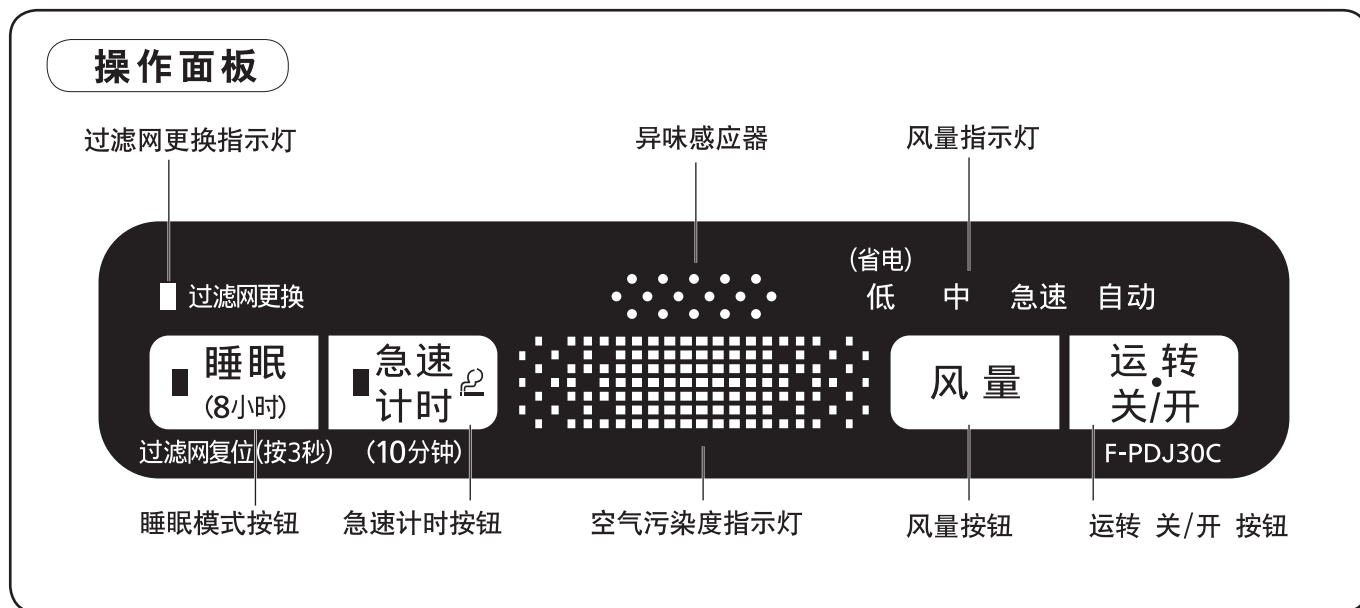 操作面板
过滤网更换指示灯
异味感应器
风量指示灯
(省电)
过滤网更换
低 中 急速 自动
睡眠
(8小时)
急速
计时
风量
运·转
关/开
过滤网复位(按3秒)
(10分钟)
F-PDJ30C
睡眠模式按钮
急速计时按钮
空气污染度指示灯
风量按钮
运转 关/开 按钮